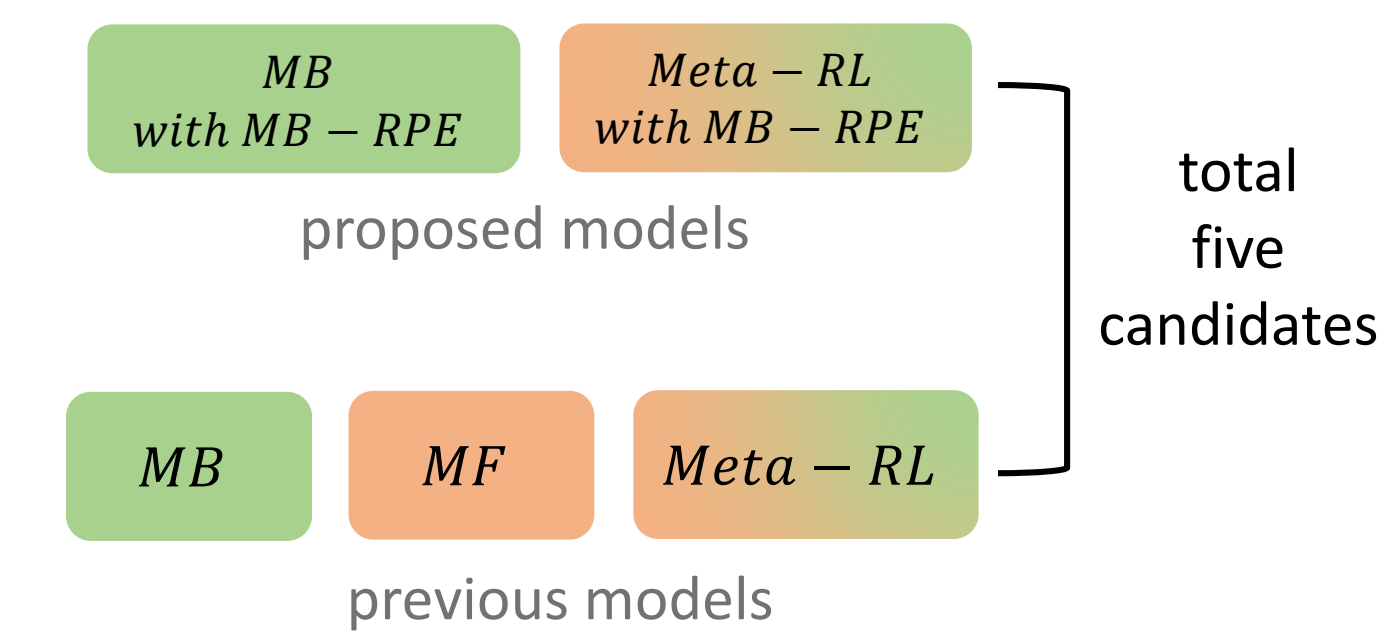 MB
with MB − RPE
Meta − RL
with MB − RPE
proposed models
total
five
candidates
MB
MF
Meta − RL
previous models